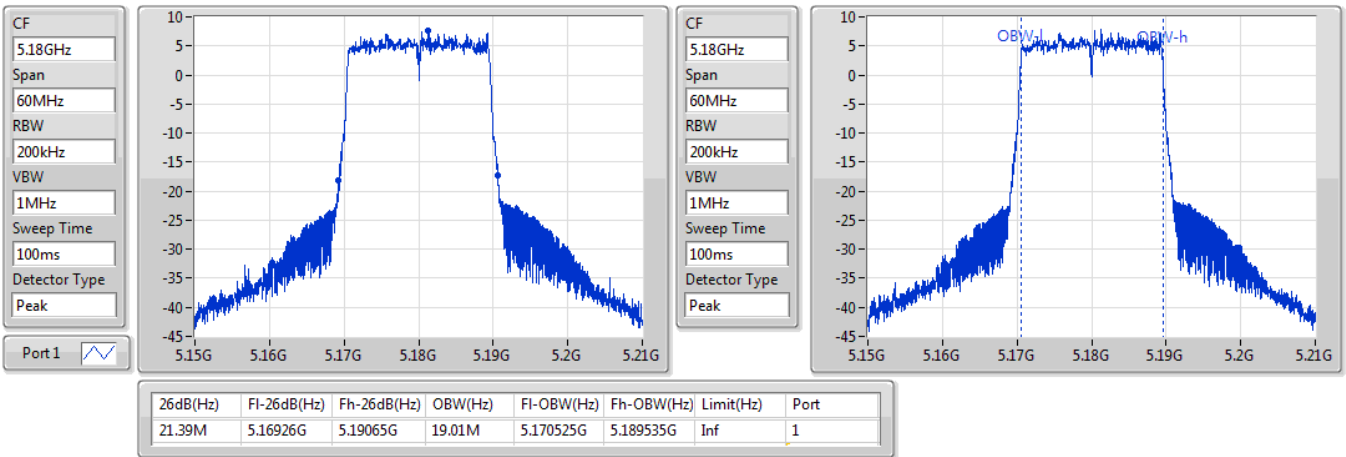 CF
5.18GHz
Span
60MHz
RBW
200kHz
VBW
1MHz
Sweep Time
100ms
Detector Type
Peak
Port 1
10
5
0
-5
-10
-15
-20
-25
-30
-35
-40
-45
5.15G 5.16G 5.17G 5.18G 5.19G 5.2G 5.21G
CF
5.18GHz
Span
60MHz
RBW
200kHz
VBW
1MHz
Sweep Time
100ms
Detector Type
Peak
10
5
0
-5
-10
-15
-20
-25
-30
-35
-40
-45
OBW-l OBW-h
5.15G 5.16G 5.17G 5.18G 5.19G 5.2G 5.21G
26dB(Hz) Fl-26dB(Hz) Fh-26dB(Hz) OBW(Hz) Fl-OBW(Hz) Fh-OBW(Hz) Limit(Hz) Port
21.39M 5.16926G 5.19065G 19.01M 5.170525G 5.189535G Inf 1